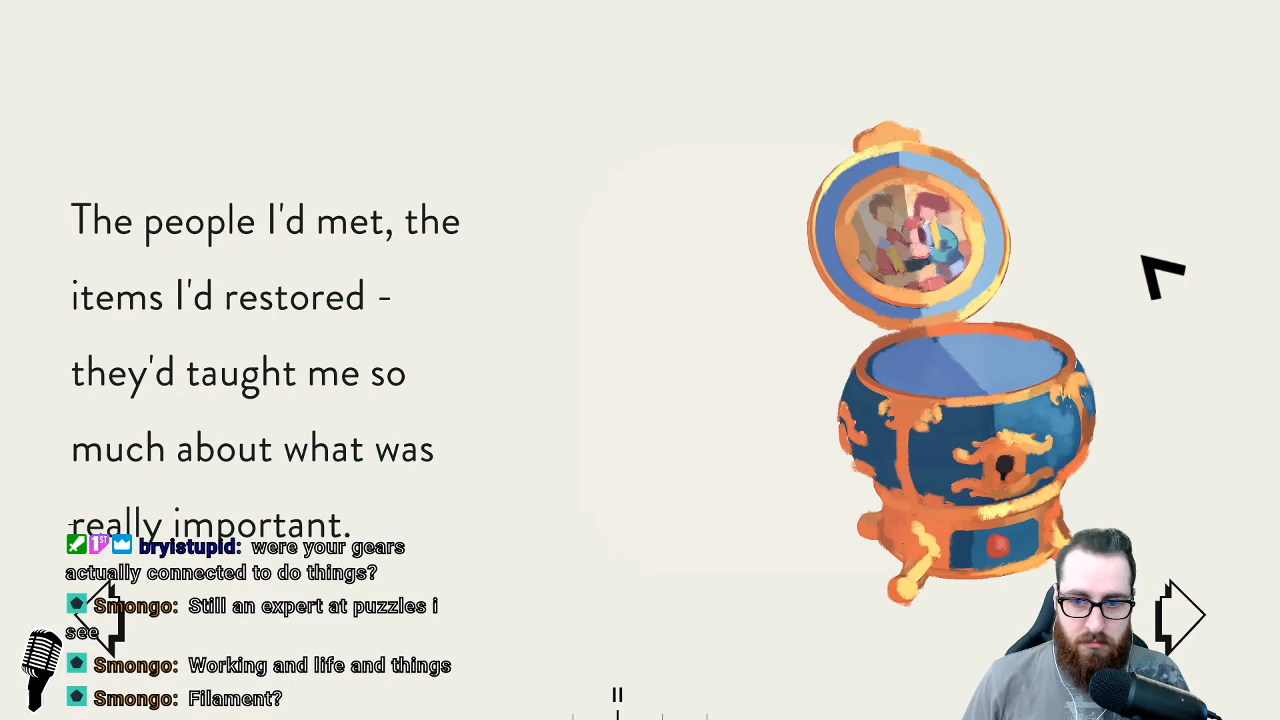 The people I'd met, the
items I'd restored -
they'd taught me so
much about what was
really important.
1ST bryistupid: were your gears
actually connected to do things?
Smongo: Still an expert at puzzles i
see
Smongo: Working and life and things
Smongo: Filament?